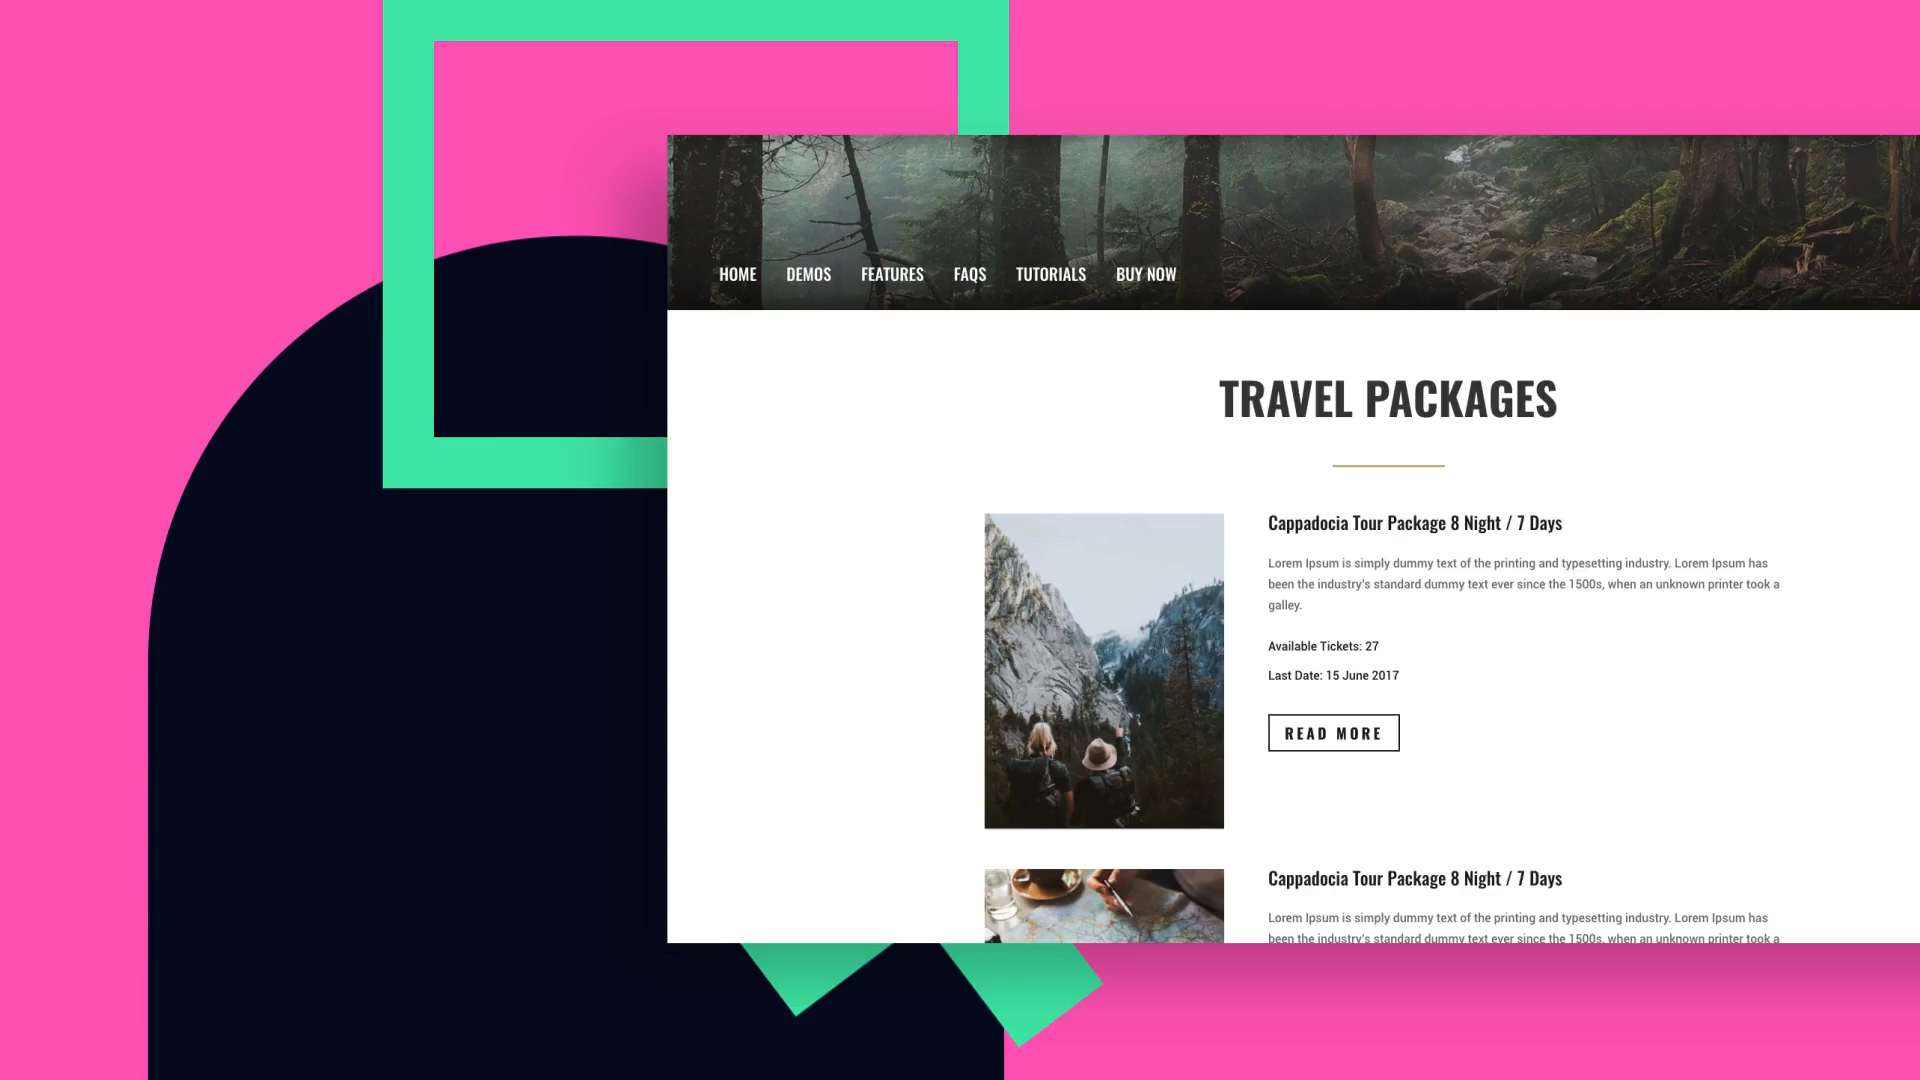 HOME DEMOS FEATURES FAQS TUTORIALS BUY NOW
TRAVEL PACKAGES
Cappadocia Tour Package 8 Night / 7 Days
Lorem Ipsum is simply dummy text of the printing and typesetting industry. Lorem Ipsum has
been the industry's standard dummy text ever since the 1500s, when an unknown printer took a
galley.
Available Tickets: 27
Last Date: 15 June 2017
READ MORE
Cappadocia Tour Package 8 Night / 7 Days
Lorem Ipsum is simply dummy text of the printing and typesetting industry. Lorem Ipsum has
been the industry's standard dummy text ever since the 1500s, when an unknown printer took a